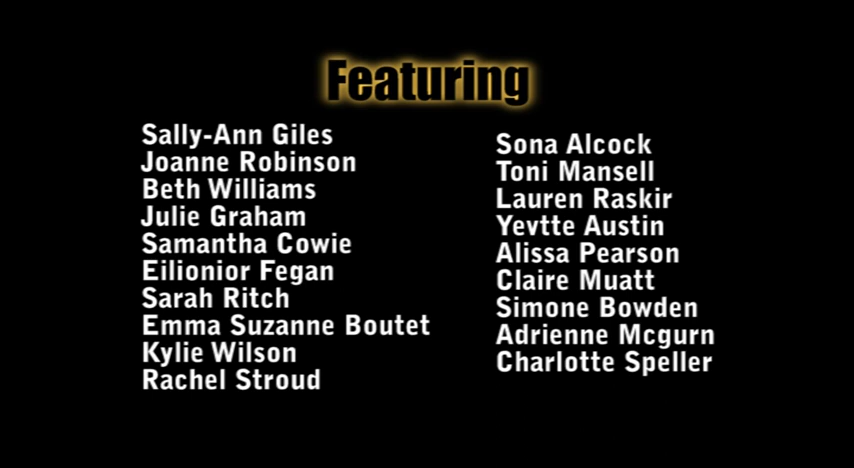 Featuring
Sally-Ann Giles
Joanne Robinson
Beth Williams
Julie Graham
Samantha Cowie
Eilionior Fegan
Sarah Ritch
Emma Suzanne Boutet
Kylie Wilson
Rachel Stroud
Sona Alcock
Toni Mansell
Lauren Raskir
Yevtte Austin
Alissa Pearson
Claire Muatt
Simone Bowden
Adrienne Mcgurn
Charlotte Speller